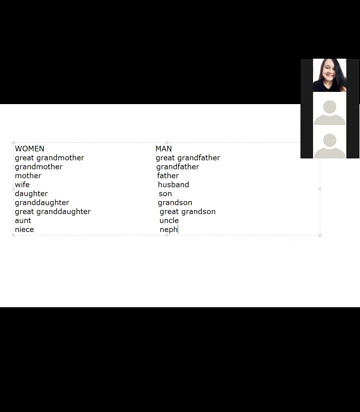 WOMEN MAN
great grandmother great grandfather
grandmother grandfather
mother father
wife husband
daughter son
granddaughter grandson
great granddaughter great grandson
aunt uncle
niece neph